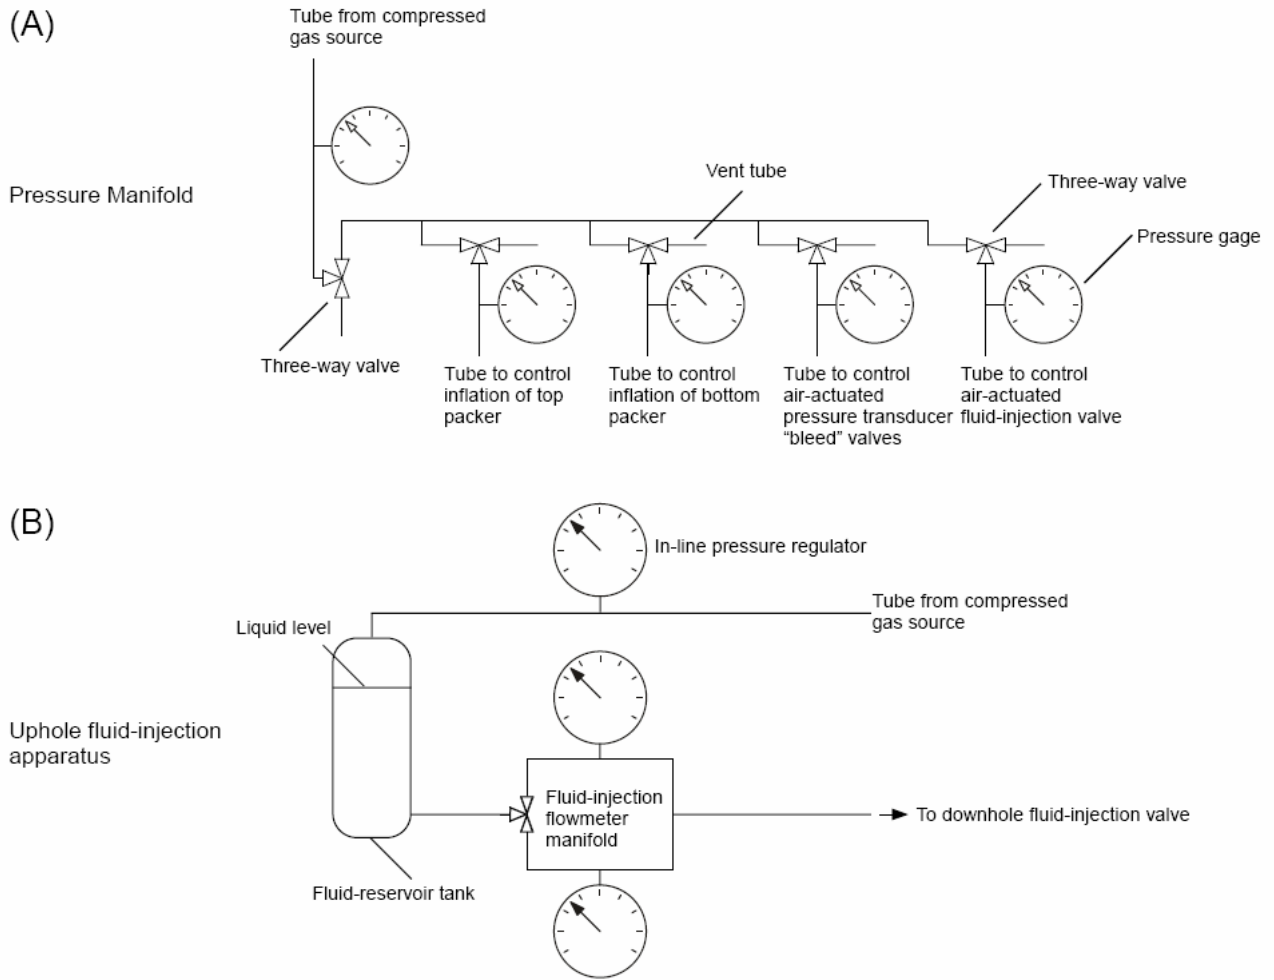 (A)
Tube from compressed
gas source
Pressure Manifold
Vent tube
Three-way valve
Pressure gage
Three-way valve
Tube to control
inflation of top
packer
Tube to control
inflation of bottom
packer
Tube to control
air-actuated
pressure transducer
“bleed” valves
Tube to control
air-actuated
fluid-injection valve
(B)
In-line pressure regulator
Tube from compressed
gas source
Liquid level
Uphole fluid-injection
apparatus
Fluid-injection
flowmeter
manifold
To downhole fluid-injection valve
Fluid-reservoir tank